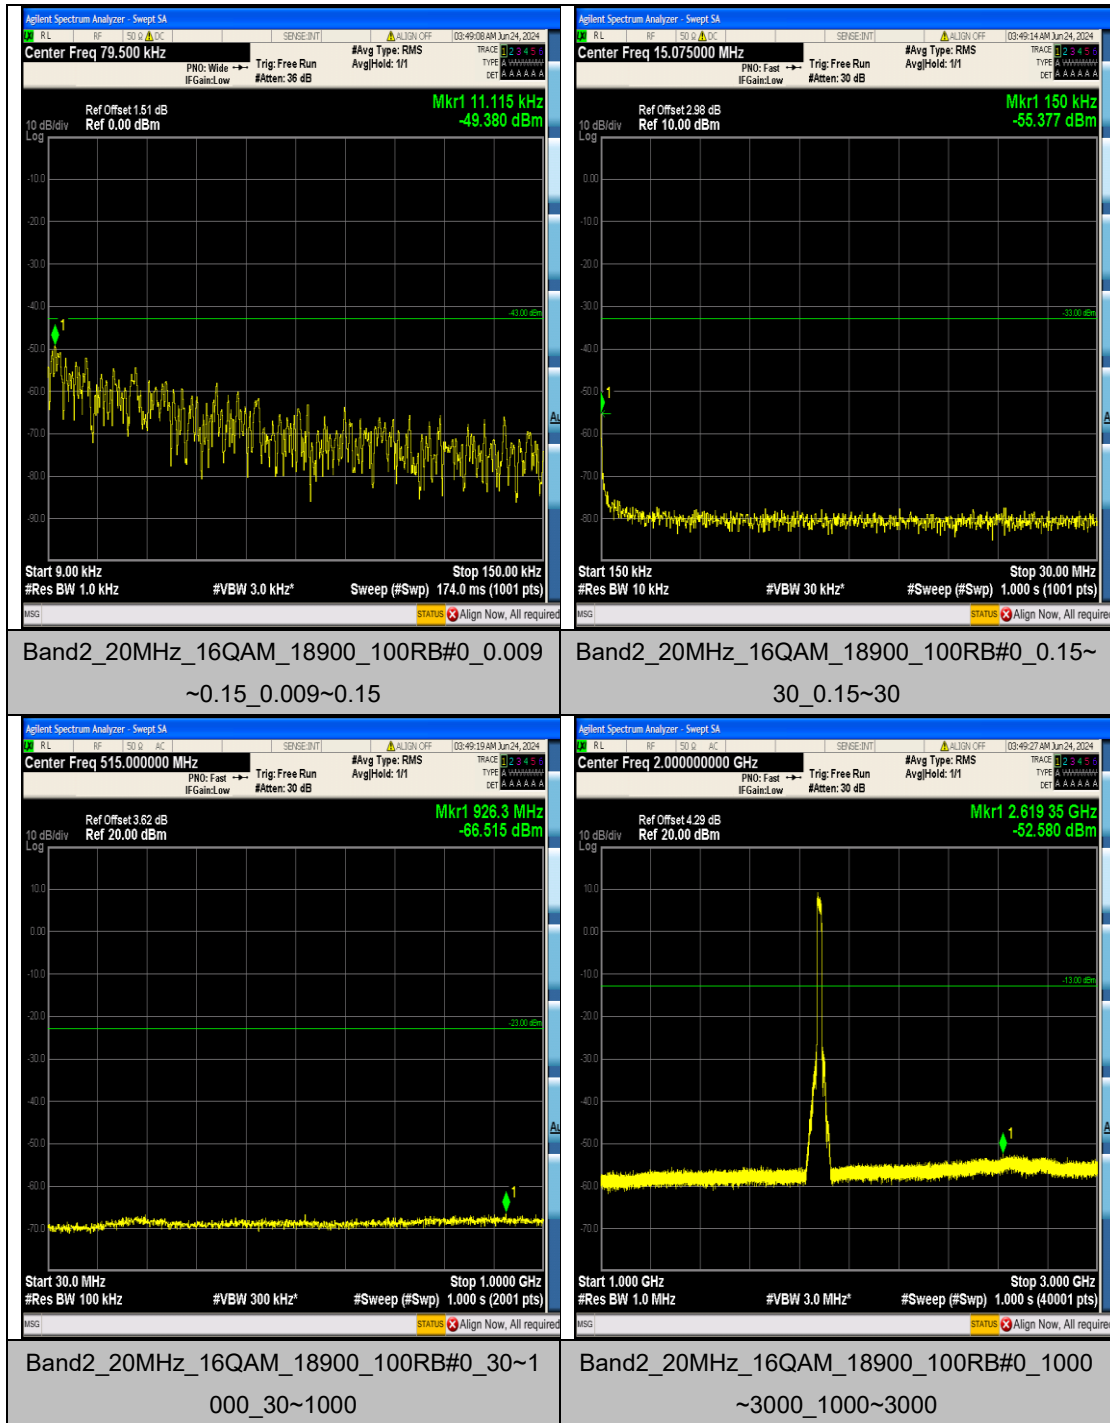 Agilent Spectrum Analyzer - Swept SA
RL RF 50 Ω DC SENSE:INT ALIGN OFF 03:49:08 AM Jun 24, 2024
Center Freq 79.500 kHz
#Avg Type: RMS
TRACE 1 2 3 4 5 6
PNO: Wide Trig: Free Run Avg|Hold: 1/1
TYPE A
IFGain:Low #Atten: 36 dB
DET A A A A A A
Mkr1 11.115 kHz
-49.380 dBm
Ref Offset 1.51 dB
10 dB/div Ref 0.00 dBm
Log
-10.0
-20.0
-30.0
-40.0
-43.00 dBm
1
-50.0
-60.0
-70.0
-80.0
-90.0
Start 9.00 kHz Stop 150.00 kHz
#Res BW 1.0 kHz #VBW 3.0 kHz* Sweep (#Swp) 174.0 ms (1001 pts)
MSG STATUS Align Now, All required
Band2_20MHz_16QAM_18900_100RB#0_0.009
~0.15_0.009~0.15
Agilent Spectrum Analyzer - Swept SA
RL RF 50 Ω DC SENSE:INT ALIGN OFF 03:49:14 AM Jun 24, 2024
Center Freq 15.075000 MHz
#Avg Type: RMS
TRACE 1 2 3 4 5 6
PNO: Fast Trig: Free Run Avg|Hold: 1/1
TYPE A
IFGain:Low #Atten: 30 dB
DET A A A A A A
Mkr1 150 kHz
-55.377 dBm
Ref Offset 2.98 dB
10 dB/div Ref 10.00 dBm
Log
0.00
-10.0
-20.0
-30.0
-33.00 dBm
-40.0
-50.0
1
-60.0
-70.0
-80.0
Start 150 kHz Stop 30.00 MHz
#Res BW 10 kHz #VBW 30 kHz* Sweep (#Swp) 1.000 s (1001 pts)
MSG STATUS Align Now, All required
Band2_20MHz_16QAM_18900_100RB#0_0.15~
30_0.15~30
Agilent Spectrum Analyzer - Swept SA
RL RF 50 Ω AC SENSE:INT ALIGN OFF 03:49:19 AM Jun 24, 2024
Center Freq 515.000000 MHz
#Avg Type: RMS
TRACE 1 2 3 4 5 6
PNO: Fast Trig: Free Run Avg|Hold: 1/1
TYPE A
IFGain:Low #Atten: 30 dB
DET A A A A A A
Mkr1 926.3 MHz
-66.515 dBm
Ref Offset 3.62 dB
10 dB/div Ref 20.00 dBm
Log
10.0
0.00
-10.0
-20.0
-23.00 dBm
-30.0
-40.0
-50.0
-60.0
1
-70.0
Start 30.0 MHz Stop 1.0000 GHz
#Res BW 100 kHz #VBW 300 kHz* #Sweep (#Swp) 1.000 s (2001 pts)
MSG STATUS Align Now, All required
Band2_20MHz_16QAM_18900_100RB#0_30~1
000_30~1000
Agilent Spectrum Analyzer - Swept SA
RL RF 50 Ω AC SENSE:INT ALIGN OFF 03:49:27 AM Jun 24, 2024
Center Freq 2.000000000 GHz
#Avg Type: RMS
TRACE 1 2 3 4 5 6
PNO: Fast Trig: Free Run Avg|Hold: 1/1
TYPE A
IFGain:Low #Atten: 30 dB
DET A A A A A A
Mkr1 2.619 35 GHz
-52.580 dBm
Ref Offset 4.29 dB
10 dB/div Ref 20.00 dBm
Log
10.0
0.00
-10.0
-13.00 dBm
-20.0
-30.0
-40.0
-50.0
1
-60.0
-70.0
Start 1.000 GHz Stop 3.000 GHz
#Res BW 1.0 MHz #VBW 3.0 MHz* #Sweep (#Swp) 1.000 s (40001 pts)
MSG STATUS Align Now, All required
Band2_20MHz_16QAM_18900_100RB#0_1000
~3000_1000~3000